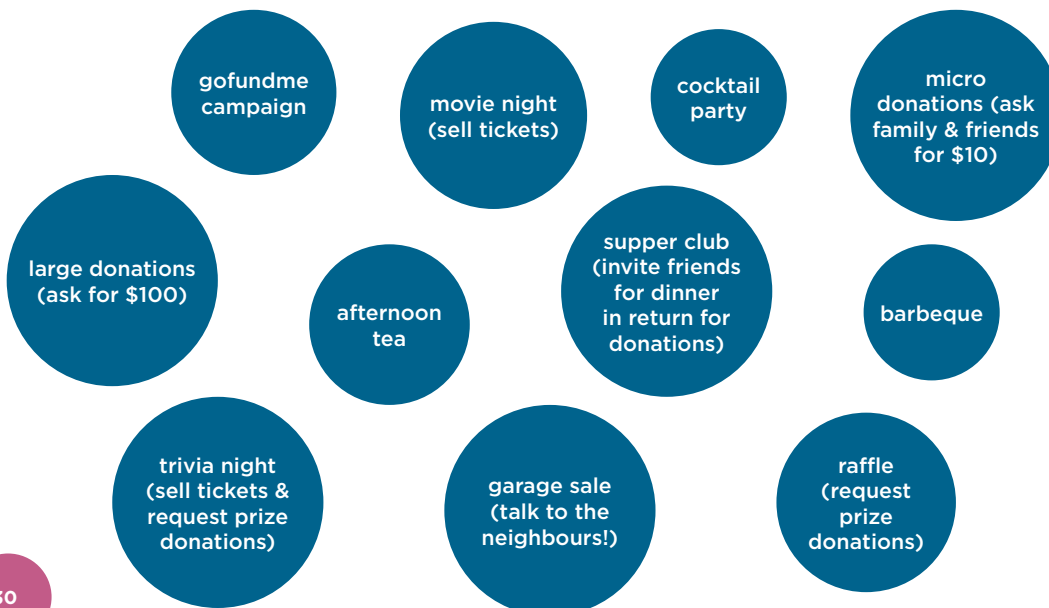 gofundme
campaign
movie night
(sell tickets)
cocktail
party
micro
donations (ask
family & friends
for $10)
large donations
(ask for $100)
afternoon
tea
supper club
(invite friends
for dinner
in return for
donations)
barbeque
trivia night
(sell tickets &
request prize
donations)
garage sale
(talk to the
neighbours!)
raffle
(request
prize
donations)